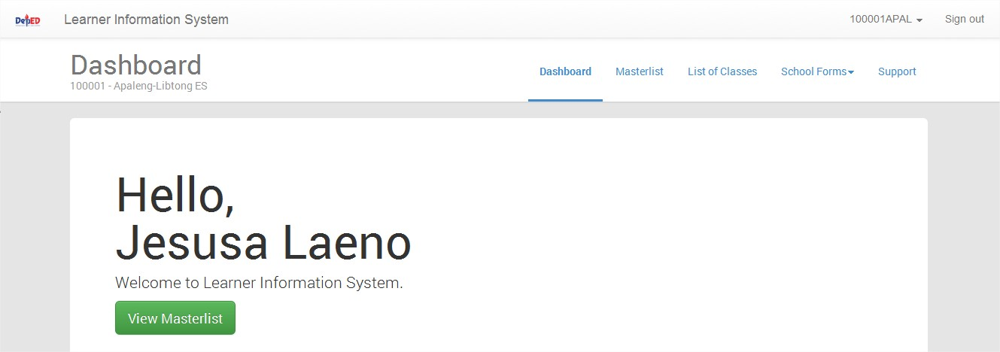 DepED
Learner Information System
100001APAL
Sign out
Dashboard
100001 - Apaleng-Libtong ES
Dashboard
Masterlist
List of Classes
School Forms
Support
Hello,
Jesusa Laeno
Welcome to Learner Information System.
View Masterlist